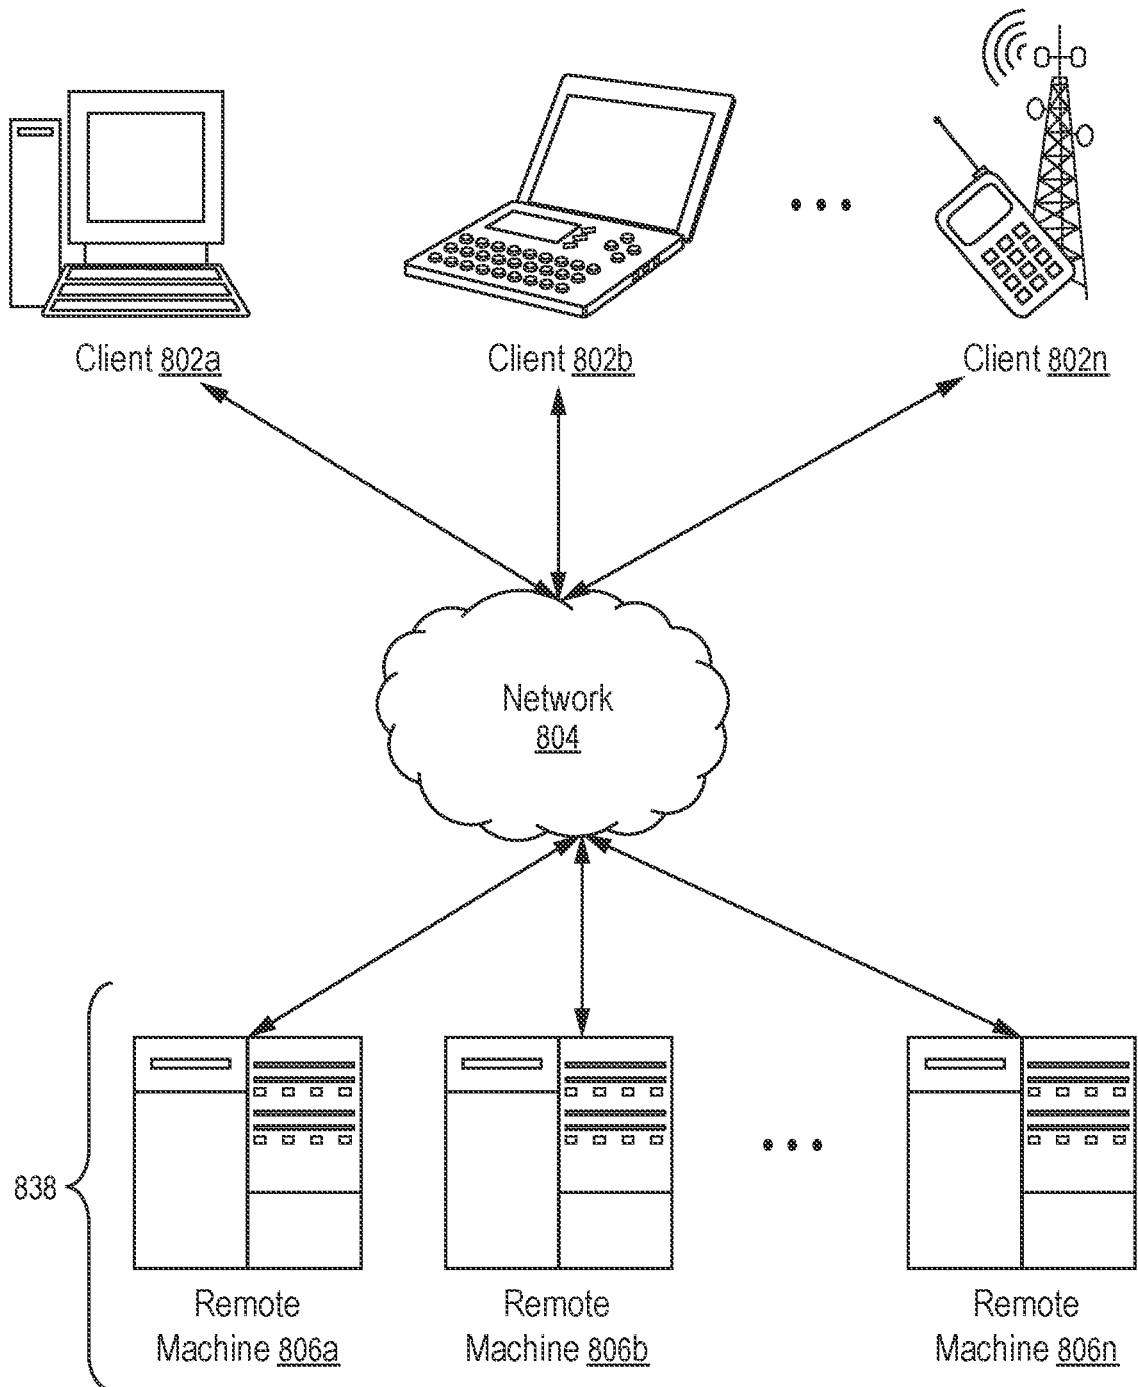 Client 802a
Client 802b
Client 802n
Network
804
838
Remote
Machine 806a
Remote
Machine 806b
Remote
Machine 806n